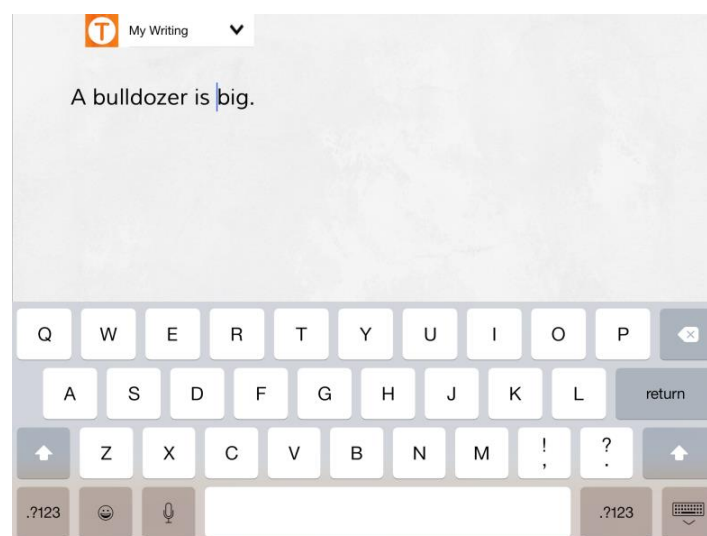 T My Writing
A bulldozer is big.
Q W E R T Y U I O P
A S D F G H J K L return
Z X C V B N M ! , ? .
.?123 .?123